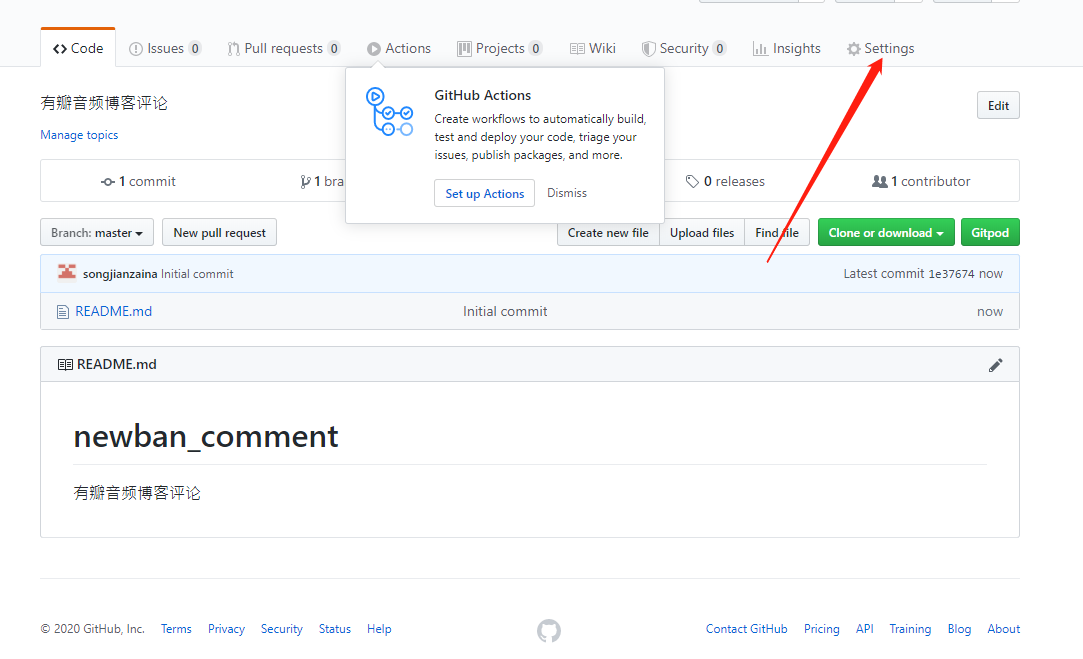 Code Issues 0 Pull requests 0 Actions Projects 0 Wiki Security 0 Insights Settings
有瓣音频博客评论
Edit
Manage topics
GitHub Actions
Create workflows to automatically build,
test and deploy your code, triage your
issues, publish packages, and more.
Set up Actions Dismiss
1 commit 1 bra 0 releases 1 contributor
Branch: master New pull request Create new file Upload files Find file Clone or download Gitpod
songjianzaina Initial commit Latest commit 1e37674 now
README.md Initial commit now
README.md
newban_comment
有瓣音频博客评论
© 2020 GitHub, Inc. Terms Privacy Security Status Help Contact GitHub Pricing API Training Blog About